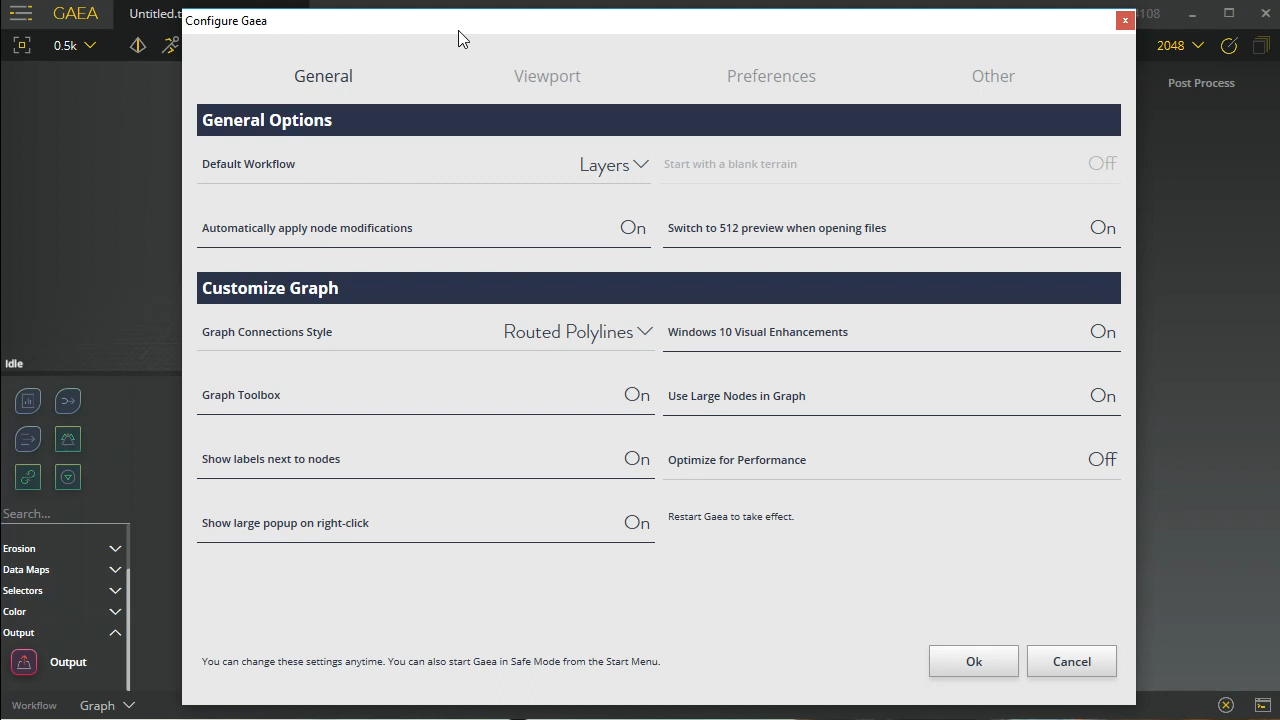 GAEA
Untitled.t
Configure Gaea
x
4108
0.5k
2048
General
Viewport
Preferences
Other
Post Process
General Options
Default Workflow
Layers
Start with a blank terrain
Off
Automatically apply node modifications
On
Switch to 512 preview when opening files
On
Customize Graph
Graph Connections Style
Routed Polylines
Windows 10 Visual Enhancements
On
Idle
Graph Toolbox
On
Use Large Nodes in Graph
On
Show labels next to nodes
On
Optimize for Performance
Off
Search...
Show large popup on right-click
On
Restart Gaea to take effect.
Erosion
Data Maps
Selectors
Color
Output
Output
You can change these settings anytime. You can also start Gaea in Safe Mode from the Start Menu.
Ok
Cancel
Workflow
Graph